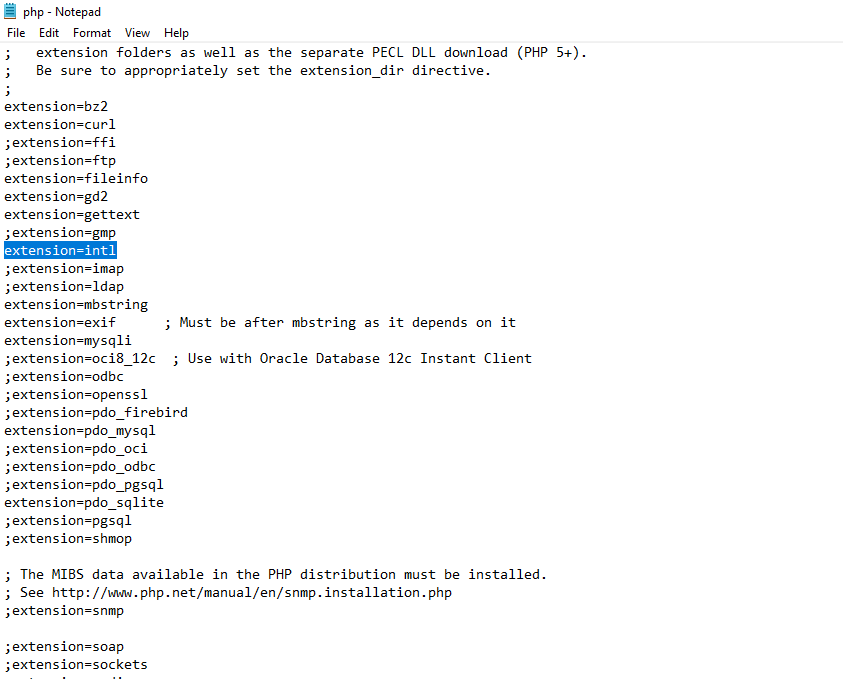 php - Notepad
File Edit Format View Help
;   extension folders as well as the separate PECL DLL download (PHP 5+).
;   Be sure to appropriately set the extension_dir directive.
;
extension=bz2
extension=curl
;extension=ffi
;extension=ftp
extension=fileinfo
extension=gd2
extension=gettext
;extension=gmp
extension=intl
;extension=imap
;extension=ldap
extension=mbstring
extension=exif      ; Must be after mbstring as it depends on it
extension=mysqli
;extension=oci8_12c  ; Use with Oracle Database 12c Instant Client
;extension=odbc
;extension=openssl
;extension=pdo_firebird
extension=pdo_mysql
;extension=pdo_oci
;extension=pdo_odbc
;extension=pdo_pgsql
extension=pdo_sqlite
;extension=pgsql
;extension=shmop
; The MIBS data available in the PHP distribution must be installed.
; See http://www.php.net/manual/en/snmp.installation.php
;extension=snmp
;extension=soap
;extension=sockets